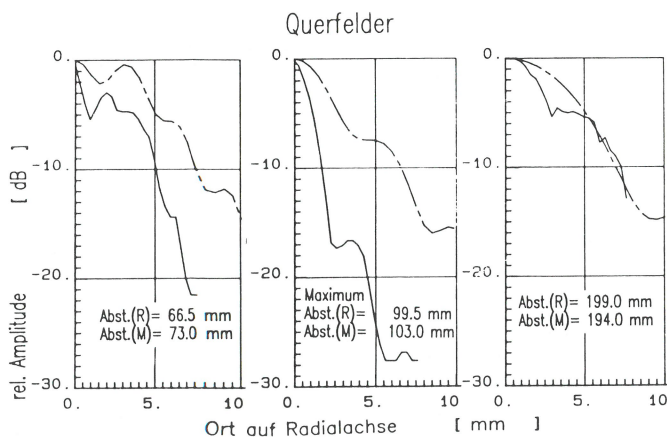 Querfelder
rel. Amplitude [ dB ]
0.
-10.
-20.
-30.
Abst.(R)= 66.5 mm
Abst.(M)= 73.0 mm
0. 5. 10
0.
-10.
-20.
-30.
Maximum
Abst.(R)= 99.5 mm
Abst.(M)= 103.0 mm
0. 5. 10
0.
-10.
-20.
-30.
Abst.(R)= 199.0 mm
Abst.(M)= 194.0 mm
0. 5. 10
Ort auf Radialachse [ mm ]